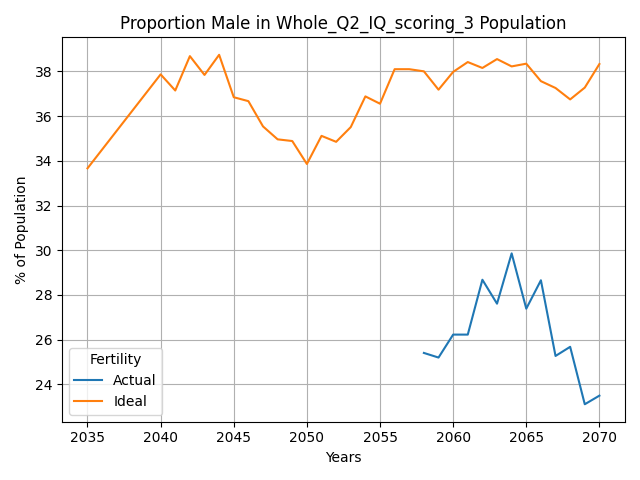 Proportion Male in Whole_Q2_IQ_scoring_3 Population
% of Population
38
36
34
32
30
28
26
24
Fertility
Actual
Ideal
2035 2040 2045 2050 2055 2060 2065 2070
Years